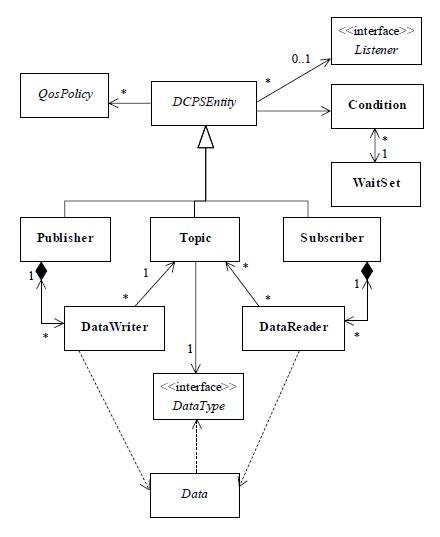 <<interface>>
Listener
0..1
*
QosPolicy
*
DCPSEntity
Condition
*
1
WaitSet
Publisher
Topic
Subscriber
1
1
*
1
*
*
*
*
DataWriter
DataReader
1
<<interface>>
DataType
Data